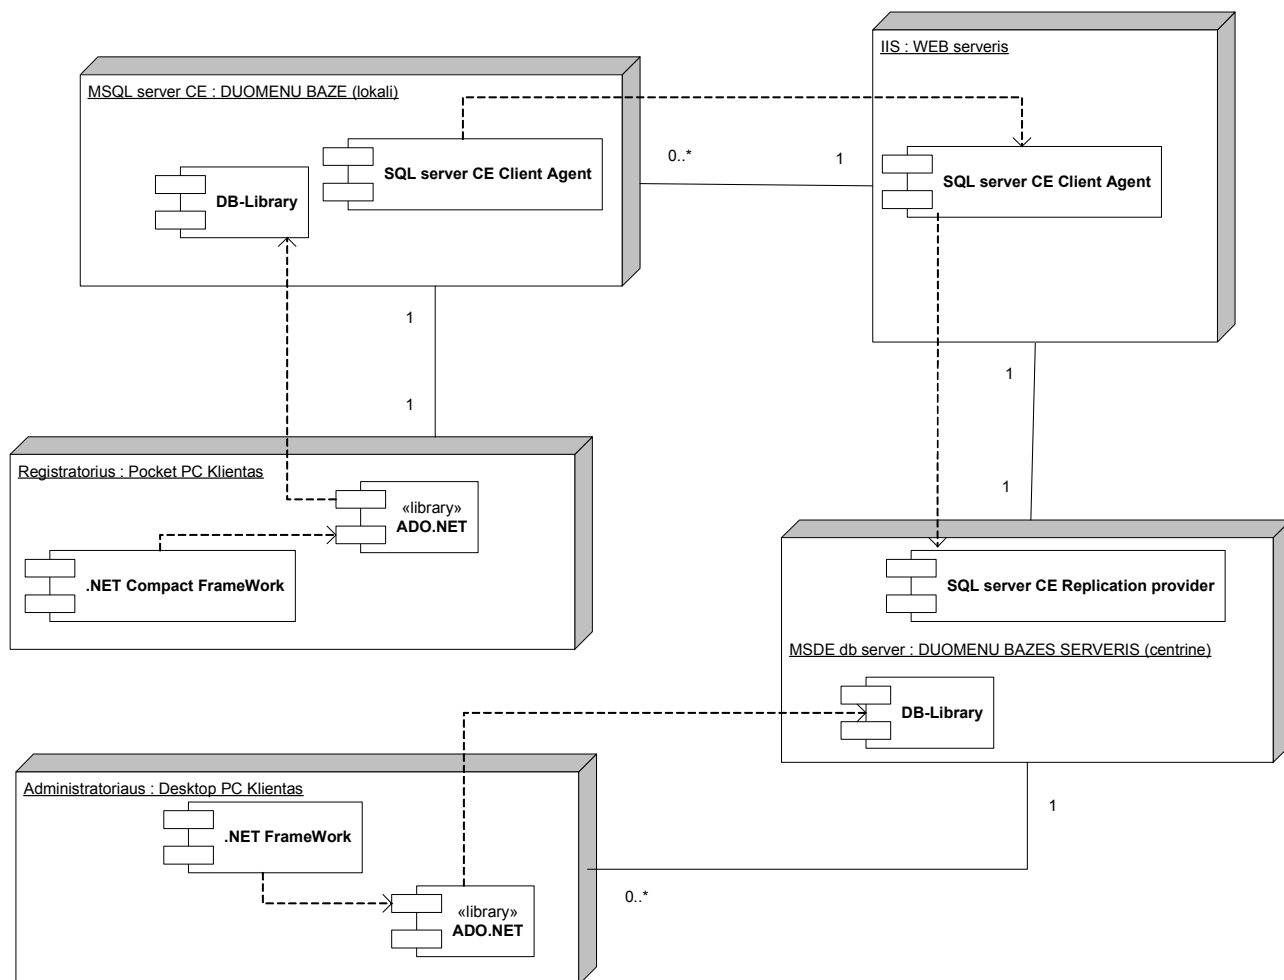 IIS : WEB serveris
MSQL server CE : DUOMENU BAZE (lokali)
SQL server CE Client Agent
DB-Library
0..*
1
SQL server CE Client Agent
1
1
1
1
Registratorius : Pocket PC Klientas
«library»
ADO.NET
.NET Compact FrameWork
SQL server CE Replication provider
MSDE db server : DUOMENU BAZES SERVERIS (centrine)
DB-Library
Administratoriaus : Desktop PC Klientas
.NET FrameWork
1
0..*
«library»
ADO.NET